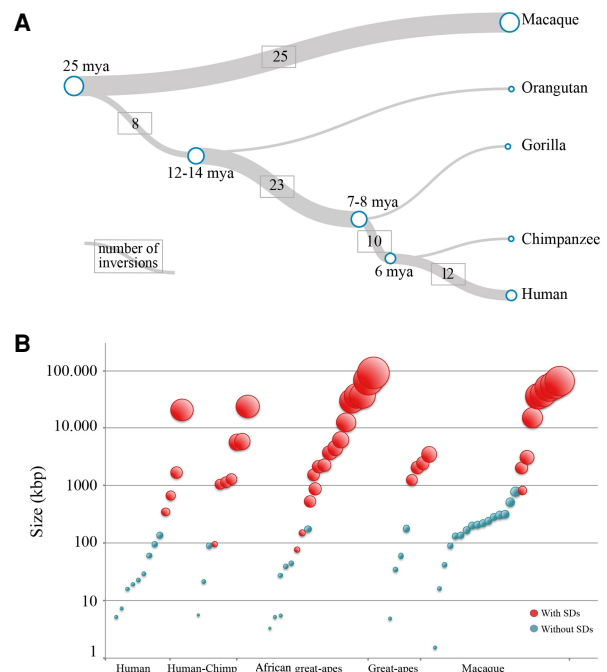 A
Macaque
25 mya
25
Orangutan
8
Gorilla
12-14 mya
23
7-8 mya
10
Chimpanzee
6 mya
12
number of
inversions
Human
B
100.000
10.000
1000
100
10
1
Size (kbp)
With SDs
Without SDs
Human Human-Chimp African great-apes Great-apes Macaque